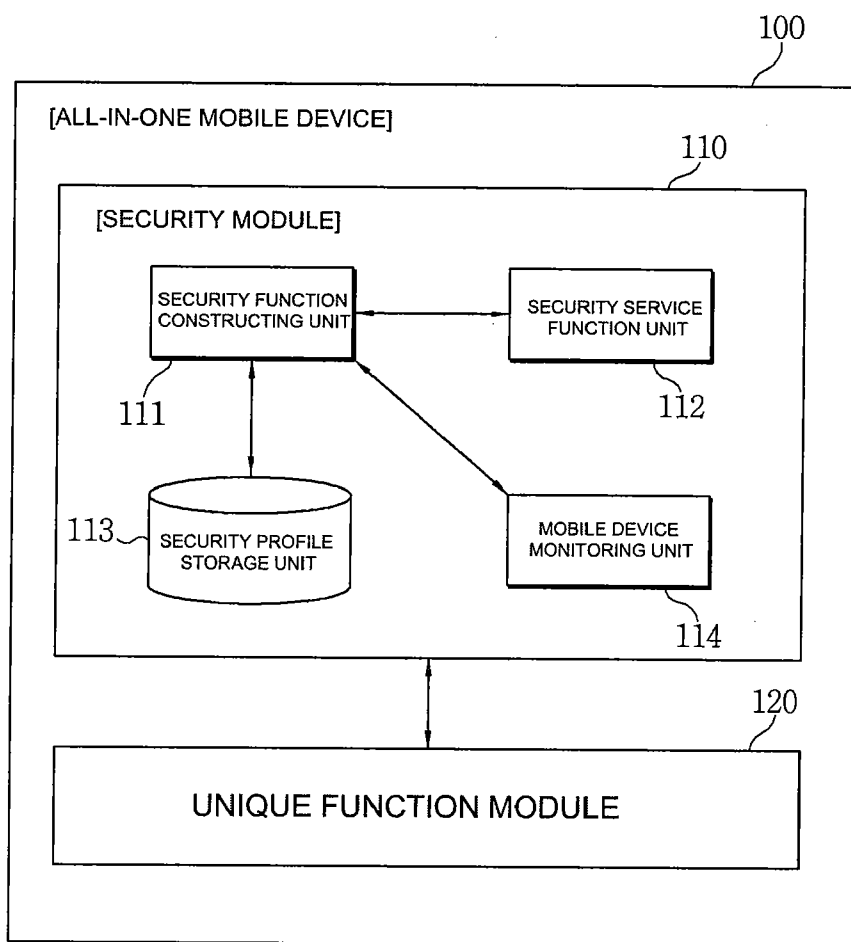 100
[ALL-IN-ONE MOBILE DEVICE]
110
[SECURITY MODULE]
SECURITY FUNCTION
CONSTRUCTING UNIT
111
SECURITY SERVICE
FUNCTION UNIT
112
113
SECURITY PROFILE
STORAGE UNIT
MOBILE DEVICE
MONITORING UNIT
114
120
UNIQUE FUNCTION MODULE